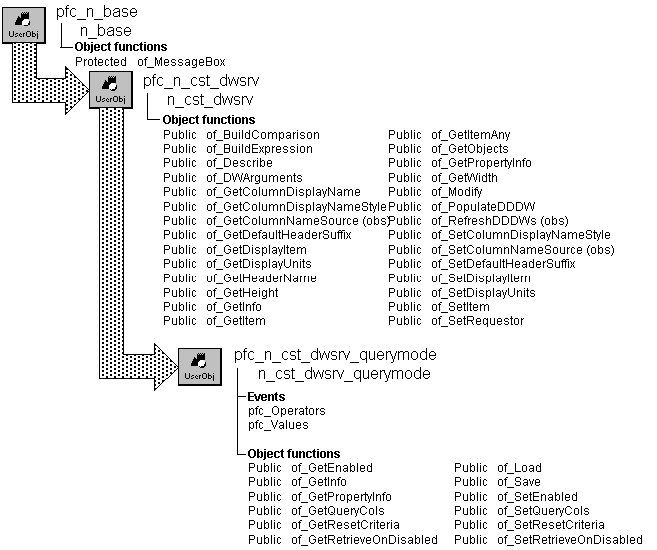 pfc_n_base
UserObj
n_base
Object functions
Protected of_MessageBox
pfc_n_cst_dwsrv
UserObj
n_cst_dwsrv
Object functions
Public of_BuildComparison Public of_GetItemAny
Public of_BuildExpression Public of_GetObjects
Public of_Describe Public of_GetPropertyInfo
Public of_DWArguments Public of_GetWidth
Public of_GetColumnDisplayName Public of_Modify
Public of_GetColumnDisplayNameStyle Public of_PopulateDDDW
Public of_GetColumnNameSource (obs) Public of_RefreshDDDWs (obs)
Public of_GetDefaultHeaderSuffix Public of_SetColumnDisplayNameStyle
Public of_GetDisplayItem Public of_SetColumnNameSource (obs)
Public of_GetDisplayUnits Public of_SetDefaultHeaderSuffix
Public of_GetHeaderName Public of_SetDisplayItem
Public of_GetHeight Public of_SetDisplayUnits
Public of_GetInfo Public of_SetItem
Public of_GetItem Public of_SetRequestor
pfc_n_cst_dwsrv_querymode
UserObj
n_cst_dwsrv_querymode
Events
pfc_Operators
pfc_Values
Object functions
Public of_GetEnabled Public of_Load
Public of_GetInfo Public of_Save
Public of_GetPropertyInfo Public of_SetEnabled
Public of_GetQueryCols Public of_SetQueryCols
Public of_GetResetCriteria Public of_SetResetCriteria
Public of_GetRetrieveOnDisabled Public of_SetRetrieveOnDisabled